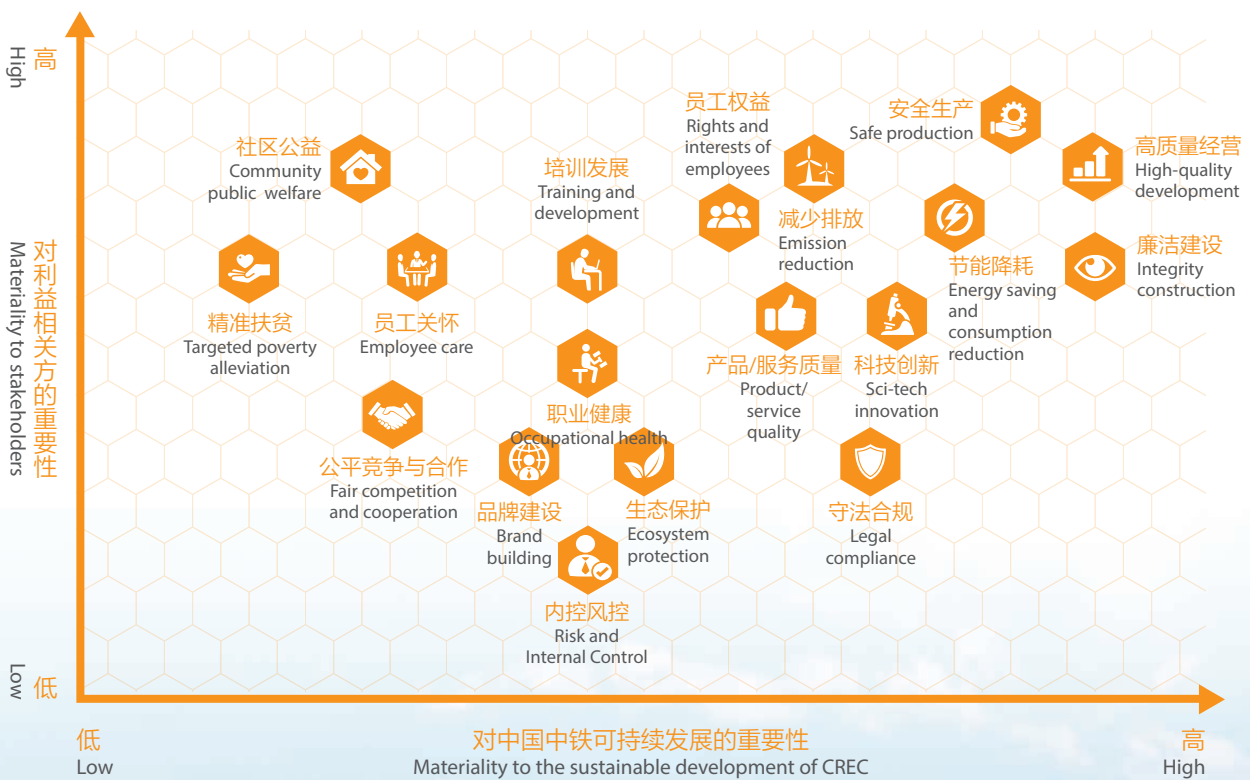 高
High
对利益相关方的重要性
Materiality to stakeholders
低
Low
社区公益
Community
public welfare
精准扶贫
Targeted poverty
alleviation
员工关怀
Employee care
公平竞争与合作
Fair competition
and cooperation
培训发展
Training and
development
职业健康
Occupational health
品牌建设
Brand
building
生态保护
Ecosystem
protection
内控风控
Risk and
Internal Control
员工权益
Rights and
interests of
employees
减少排放
Emission
reduction
安全生产
Safe production
高质量经营
High-quality
development
节能降耗
Energy saving
and
consumption
reduction
廉洁建设
Integrity
construction
产品/服务质量
Product/
service
quality
科技创新
Sci-tech
innovation
守法合规
Legal
compliance
低
Low
对中国中铁可持续发展的重要性
Materiality to the sustainable development of CREC
高
High